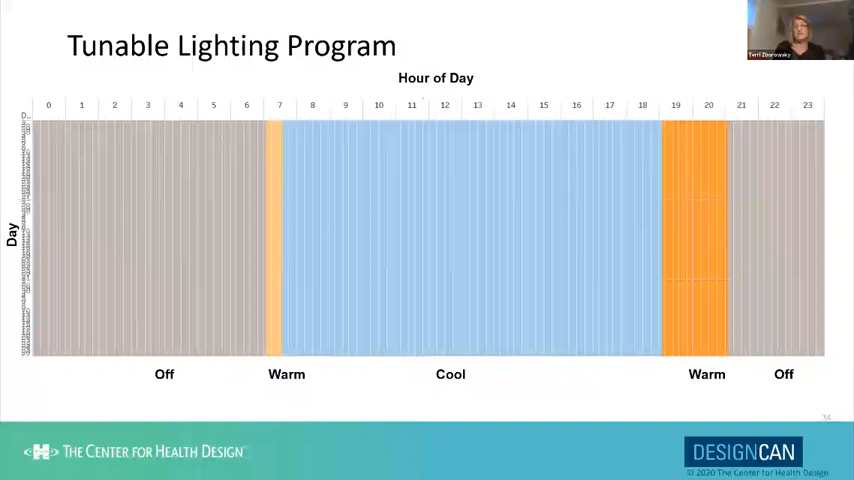 Tunable Lighting Program
Terri Zborowsky
Hour of Day
0 1 2 3 4 5 6 7 8 9 10 11 12 13 14 15 16 17 18 19 20 21 22 23
D..
Day
Off Warm Cool Warm Off
34
THE CENTER FOR HEALTH DESIGN
DESIGNCAN
© 2020 The Center for Health Design